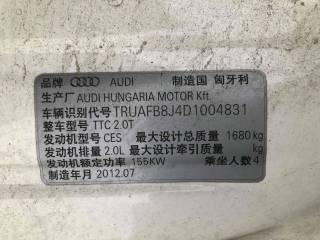 品牌 AUDI 制造国 匈牙利
生产厂 AUDI HUNGARIA MOTOR Kft.
车辆识别代号 TRUAFB8J4D1004831
整车型号 TTC 2.0T
发动机型号 CES 最大设计总质量 1680 kg
发动机排量 2.0L 最大设计牵引质量 kg
发动机额定功率 155KW 乘坐人数 4
制造年月 2012.07